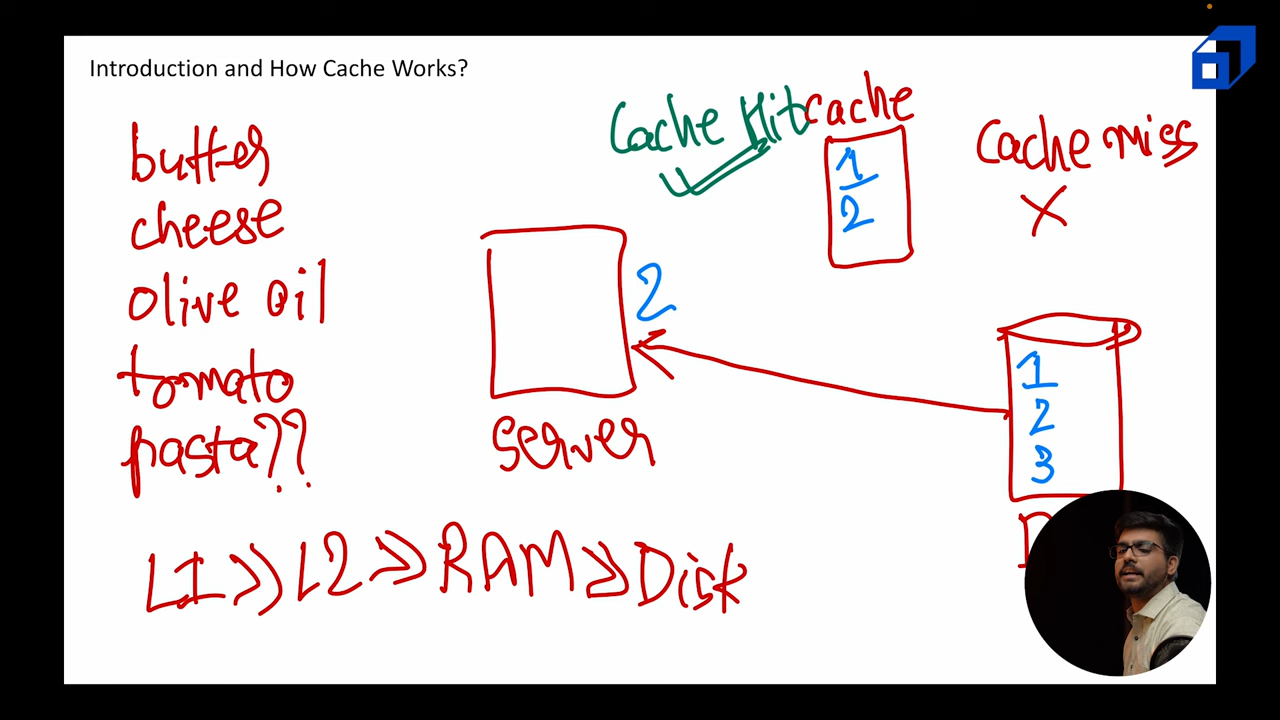 Introduction and How Cache Works?
butter
cheese
olive oil
tomato
pasta??
Cache Hit
cache
1
2
Cache miss
2
server
1
2
3
L1 >> L2 >> RAM >> Disk